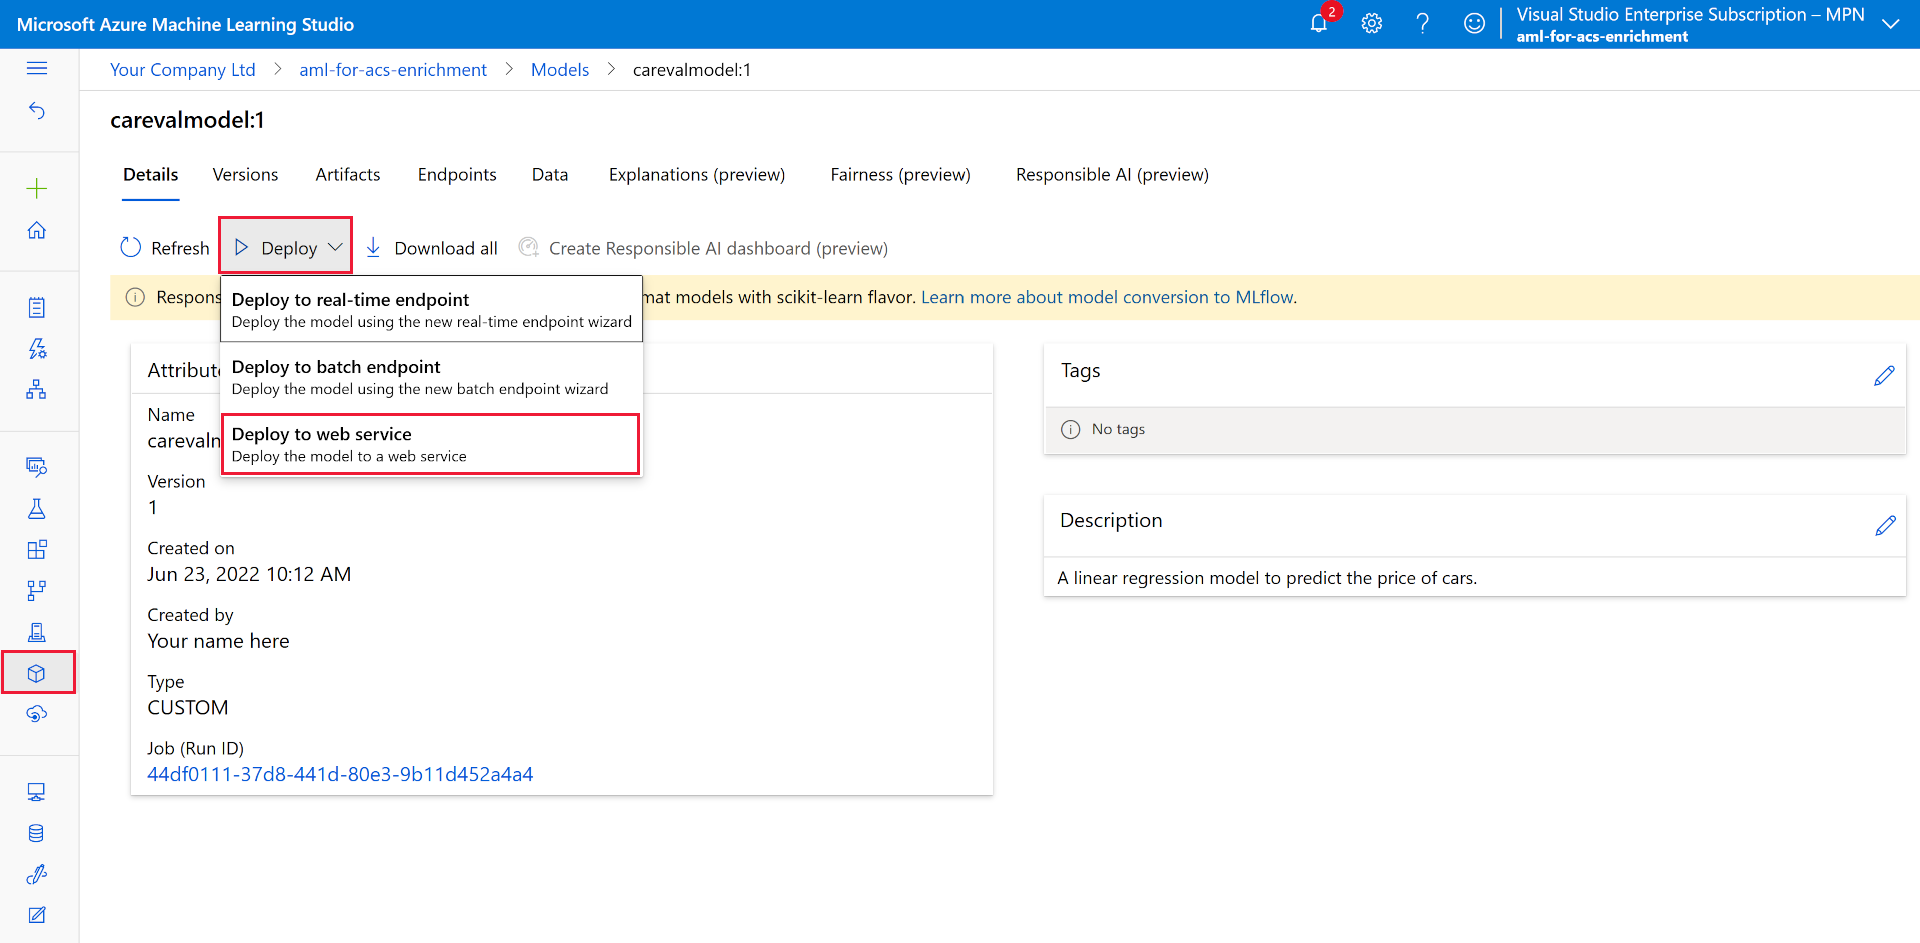 Microsoft Azure Machine Learning Studio
2
Visual Studio Enterprise Subscription – MPN
aml-for-acs-enrichment
Your Company Ltd > aml-for-acs-enrichment > Models > carevalmodel:1
carevalmodel:1
Details Versions Artifacts Endpoints Data Explanations (preview) Fairness (preview) Responsible AI (preview)
Refresh Deploy Download all Create Responsible AI dashboard (preview)
Respons mat models with scikit-learn flavor. Learn more about model conversion to MLflow.
Deploy to real-time endpoint
Deploy the model using the new real-time endpoint wizard
Deploy to batch endpoint
Deploy the model using the new batch endpoint wizard
Deploy to web service
Deploy the model to a web service
Attribut
Name
carevaln
Version
1
Created on
Jun 23, 2022 10:12 AM
Created by
Your name here
Type
CUSTOM
Job (Run ID)
44df0111-37d8-441d-80e3-9b11d452a4a4
Tags
No tags
Description
A linear regression model to predict the price of cars.